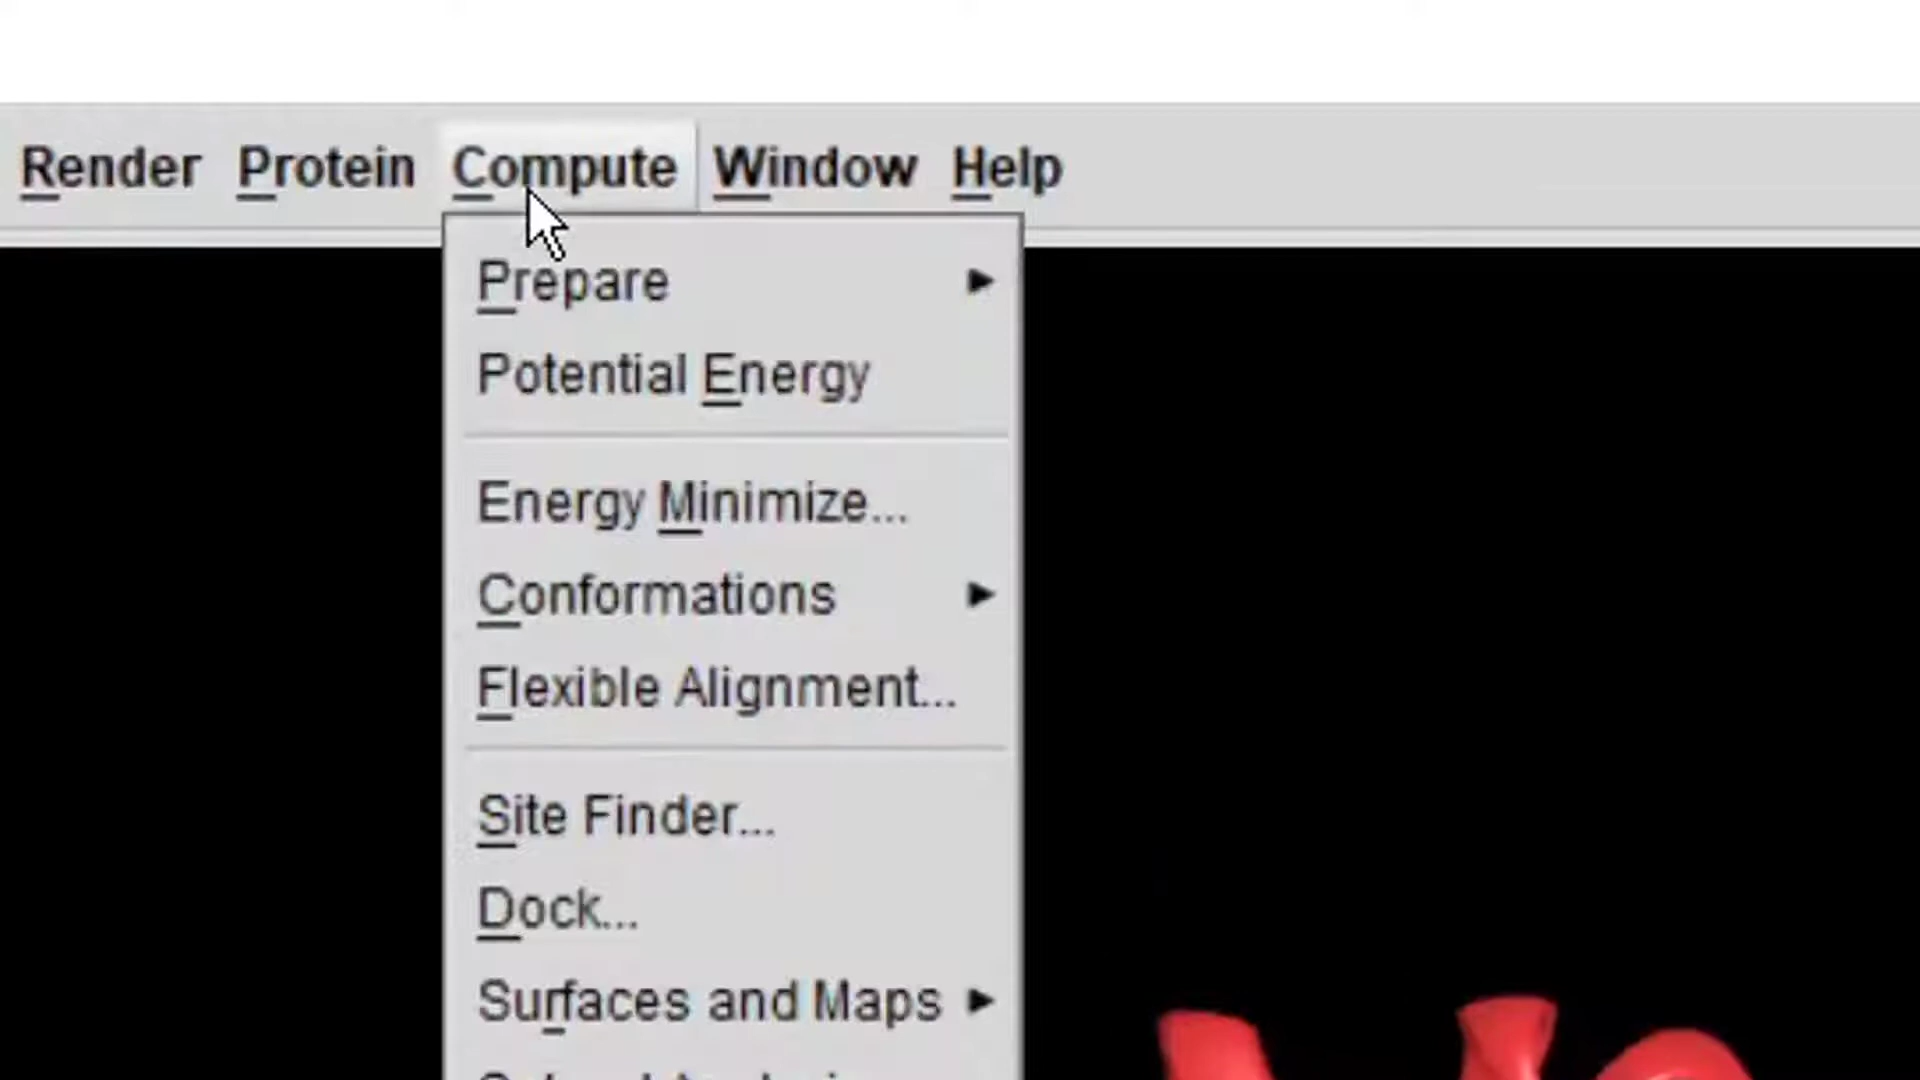 Render Protein Compute Window Help
Prepare
Potential Energy
Energy Minimize...
Conformations
Flexible Alignment...
Site Finder...
Dock...
Surfaces and Maps